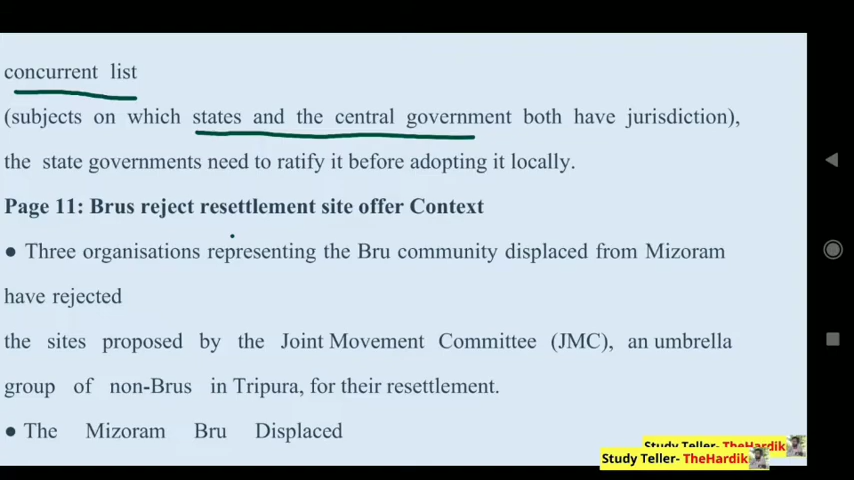 concurrent list
(subjects on which states and the central government both have jurisdiction),
the state governments need to ratify it before adopting it locally.
Page 11: Brus reject resettlement site offer Context
● Three organisations representing the Bru community displaced from Mizoram
have rejected
the sites proposed by the Joint Movement Committee (JMC), an umbrella
group of non-Brus in Tripura, for their resettlement.
● The Mizoram Bru Displaced
Study Teller- TheHardik
Study Teller- TheHardik